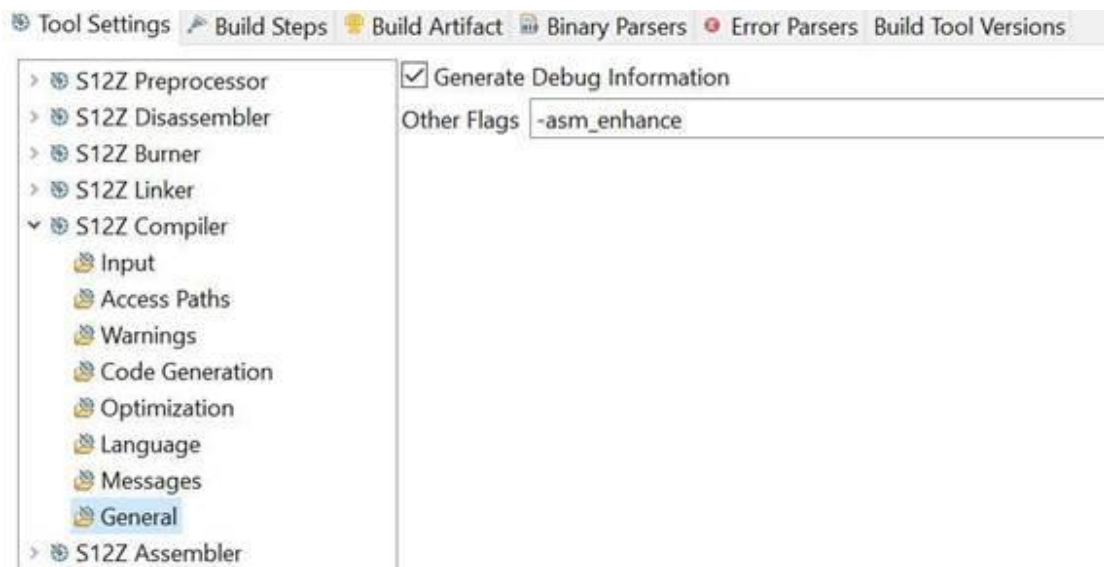 Tool Settings Build Steps Build Artifact Binary Parsers Error Parsers Build Tool Versions
S12Z Preprocessor
S12Z Disassembler
S12Z Burner
S12Z Linker
S12Z Compiler
Input
Access Paths
Warnings
Code Generation
Optimization
Language
Messages
General
S12Z Assembler
Generate Debug Information
Other Flags -asm_enhance